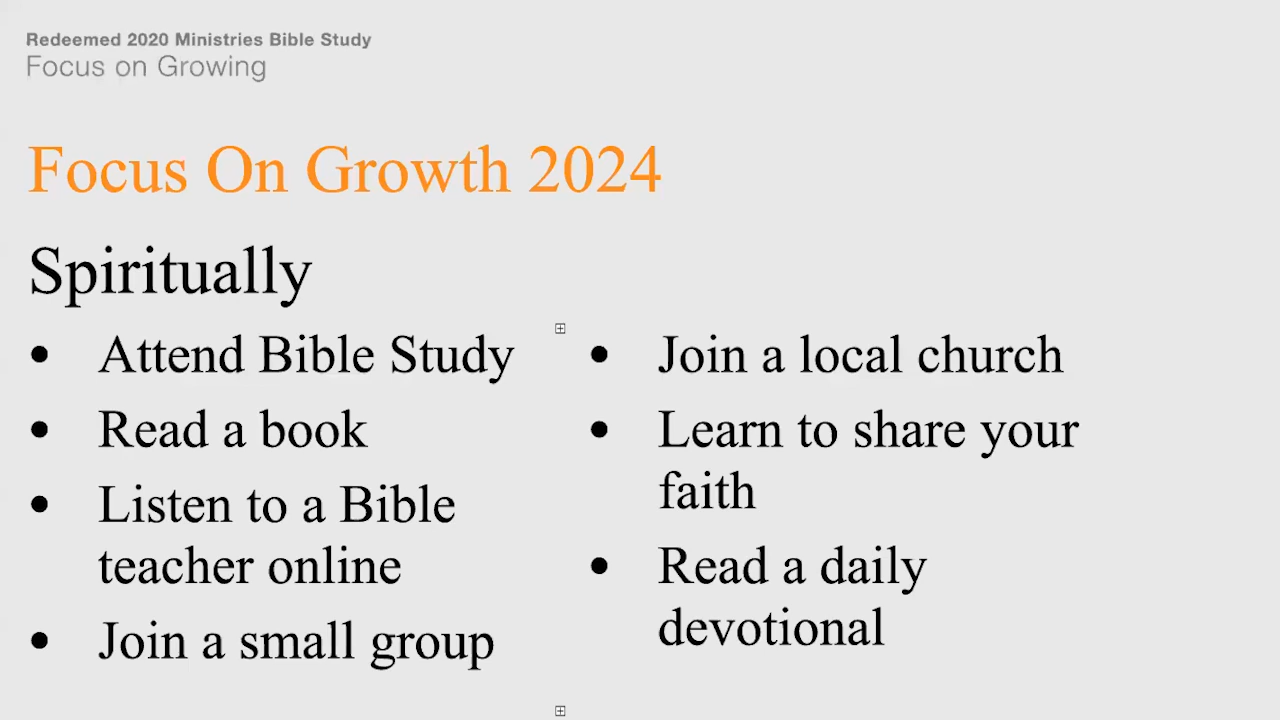 Redeemed 2020 Ministries Bible Study
Focus on Growing
Focus On Growth 2024
Spiritually
• Attend Bible Study
• Read a book
• Listen to a Bible
teacher online
• Join a small group
• Join a local church
• Learn to share your
faith
• Read a daily
devotional